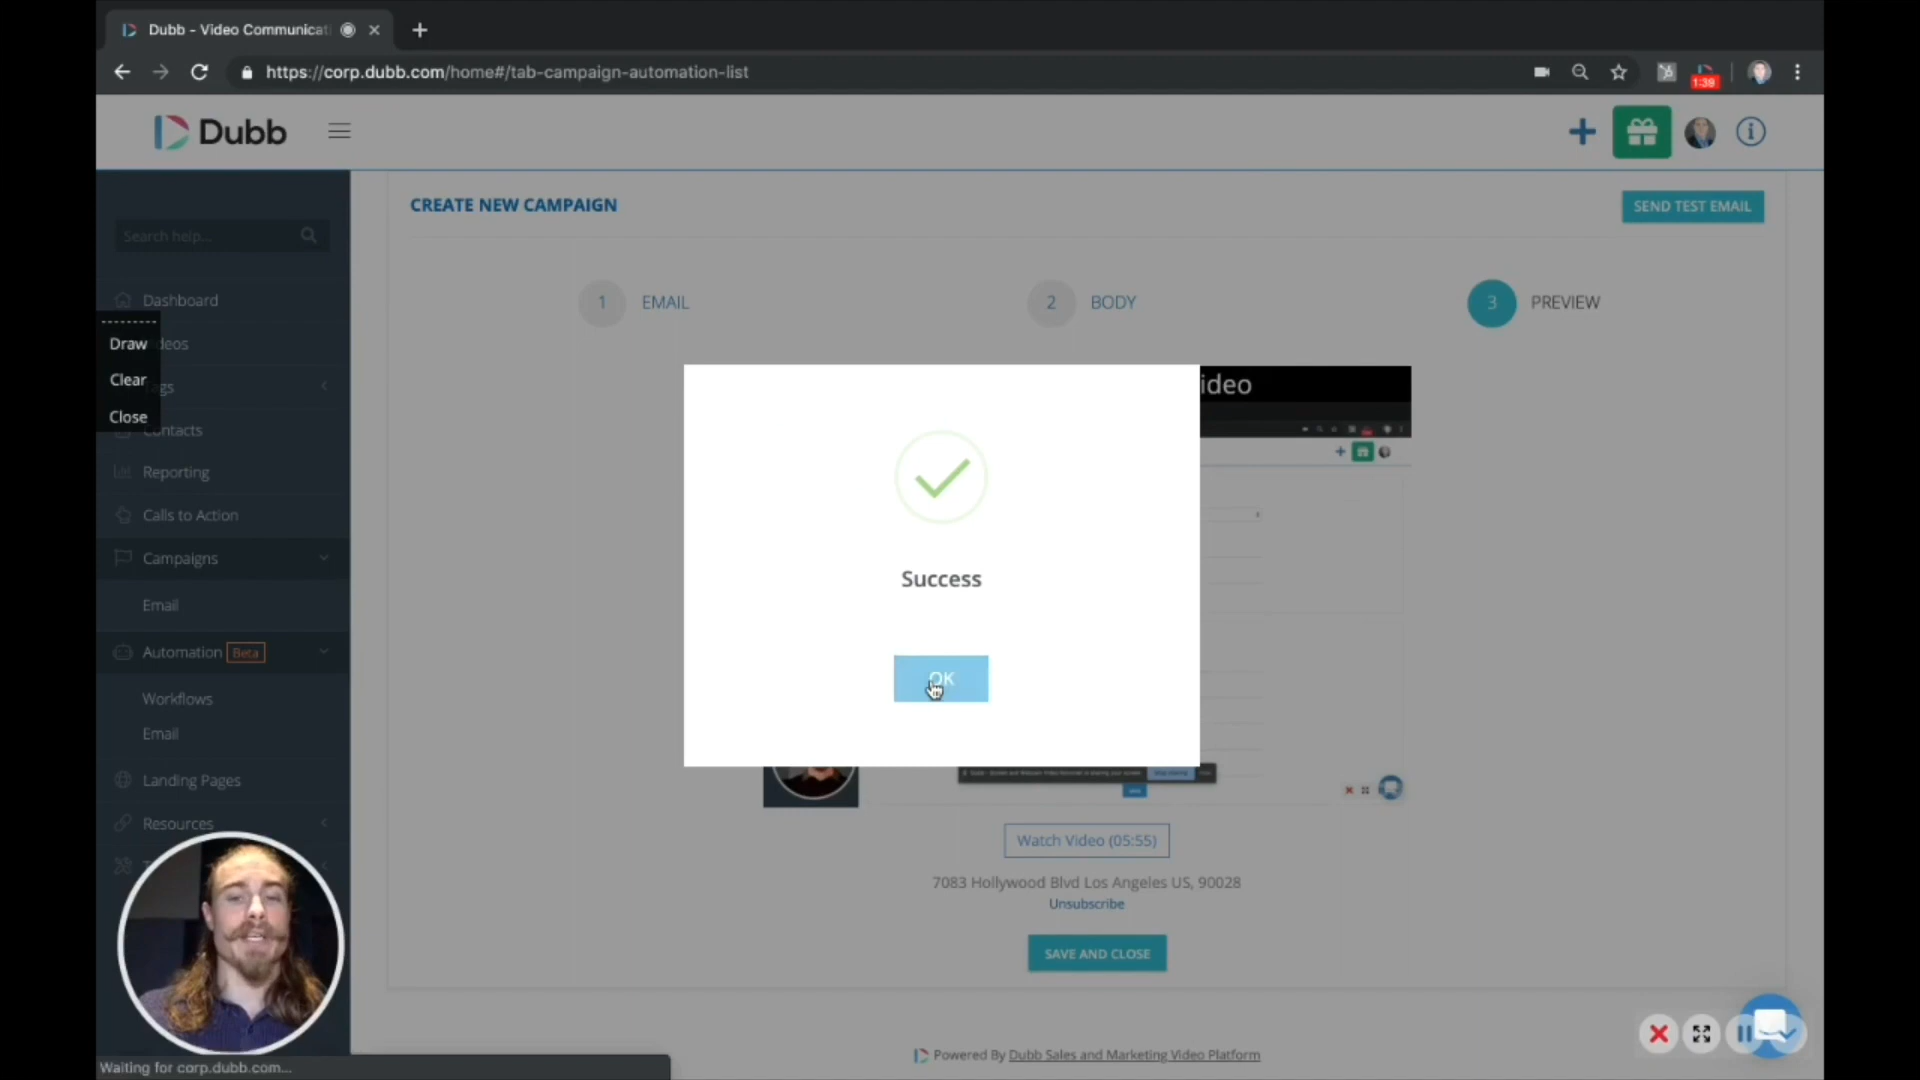 Dubb - Video Communicat
https://corp.dubb.com/home#/tab-campaign-automation-list
1:39
Dubb
Search help...
Dashboard
Draw
deos
Clear
gs
Close
Contacts
Reporting
Calls to Action
Campaigns
Email
Automation Beta
Workflows
Email
Landing Pages
Resources
CREATE NEW CAMPAIGN
SEND TEST EMAIL
1 EMAIL
2 BODY
3 PREVIEW
ideo
Success
OK
Watch Video (05:55)
7083 Hollywood Blvd Los Angeles US, 90028
Unsubscribe
SAVE AND CLOSE
Powered By Dubb Sales and Marketing Video Platform
Waiting for corp.dubb.com...